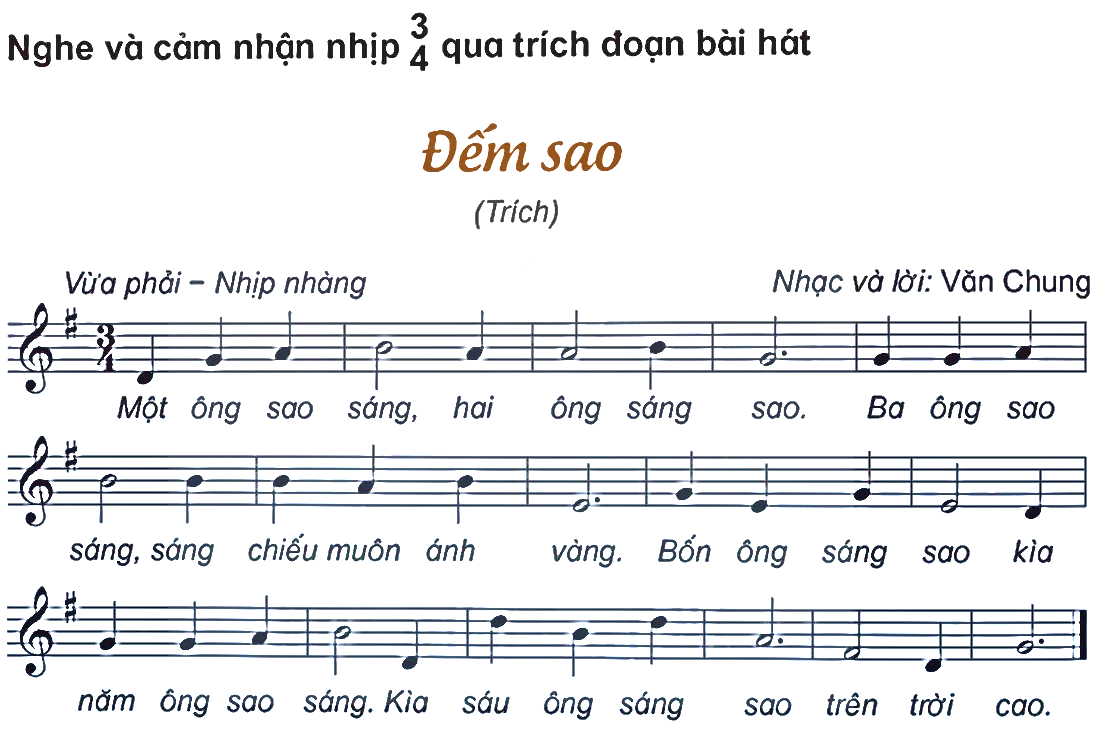 Nghe và cảm nhận nhịp 3/4 qua trích đoạn bài hát
Đếm sao
(Trích)
Vừa phải – Nhịp nhàng Nhạc và lời: Văn Chung
3/4
Một ông sao sáng, hai ông sáng sao. Ba ông sao
sáng, sáng chiếu muôn ánh vàng. Bốn ông sáng sao kìa
năm ông sao sáng. Kìa sáu ông sáng sao trên trời cao.